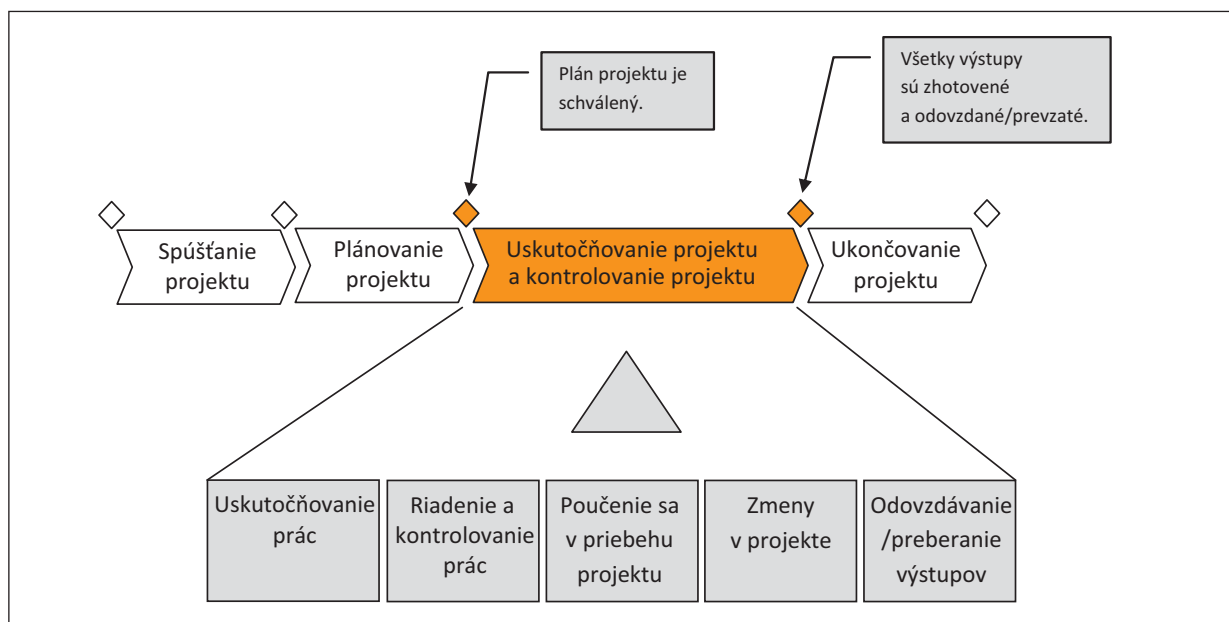 Plán projektu je
schválený.
Všetky výstupy
sú zhotovené
a odovzdané/prevzaté.
Spúšťanie
projektu
Plánovanie
projektu
Uskutočňovanie projektu
a kontrolovanie projektu
Ukončovanie
projektu
Uskutočňovanie
prác
Riadenie a
kontrolovanie
prác
Poučenie sa
v priebehu
projektu
Zmeny
v projekte
Odovzdávanie
/preberanie
výstupov